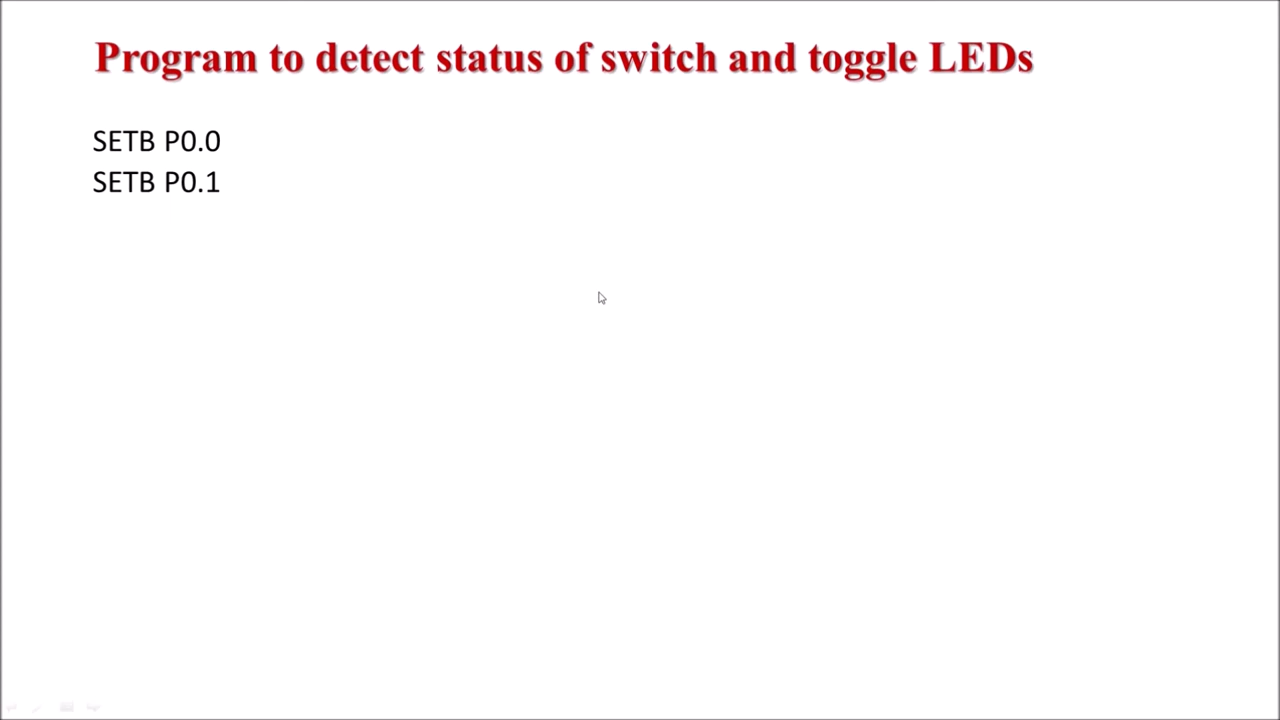 Program to detect status of switch and toggle LEDs
SETB P0.0
SETB P0.1